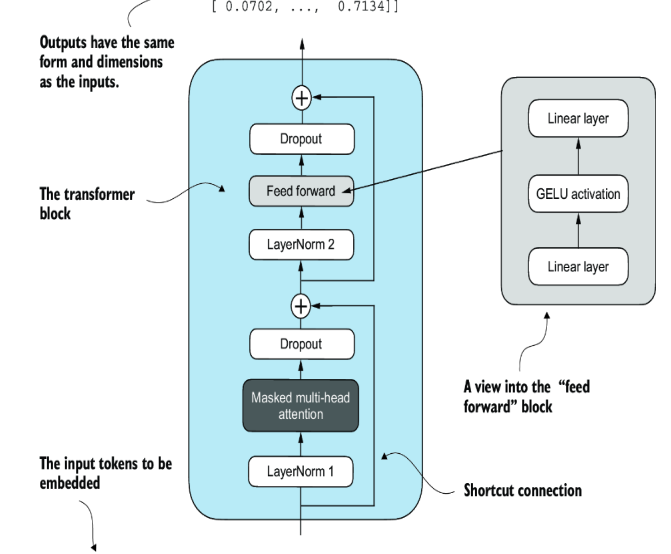 [ 0.0702, ...,  0.7134]]
Outputs have the same
form and dimensions
as the inputs.
+
Dropout
Linear layer
The transformer
block
Feed forward
GELU activation
LayerNorm 2
Linear layer
+
Dropout
Masked multi-head
attention
A view into the “feed
forward” block
The input tokens to be
embedded
LayerNorm 1
Shortcut connection